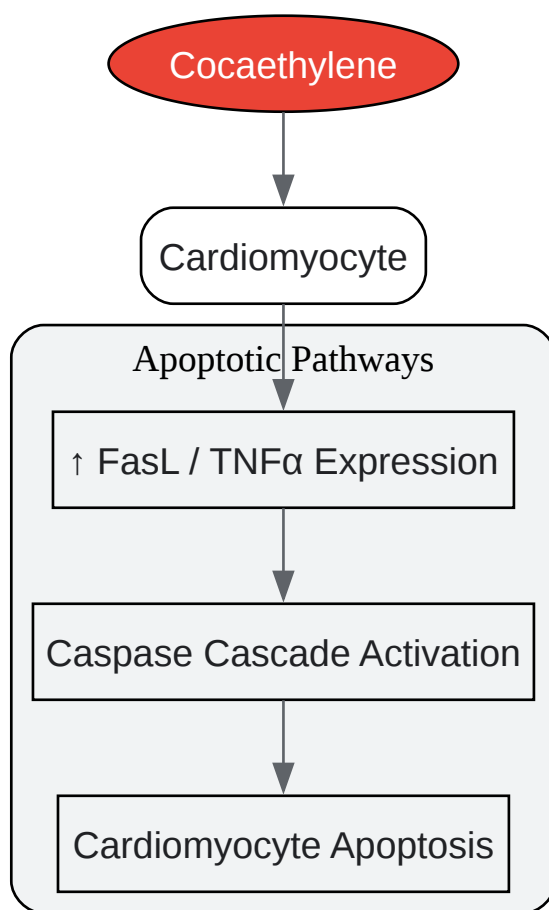 Cocaethylene
Cardiomyocyte
Apoptotic Pathways
↑ FasL / TNFα Expression
Caspase Cascade Activation
Cardiomyocyte Apoptosis